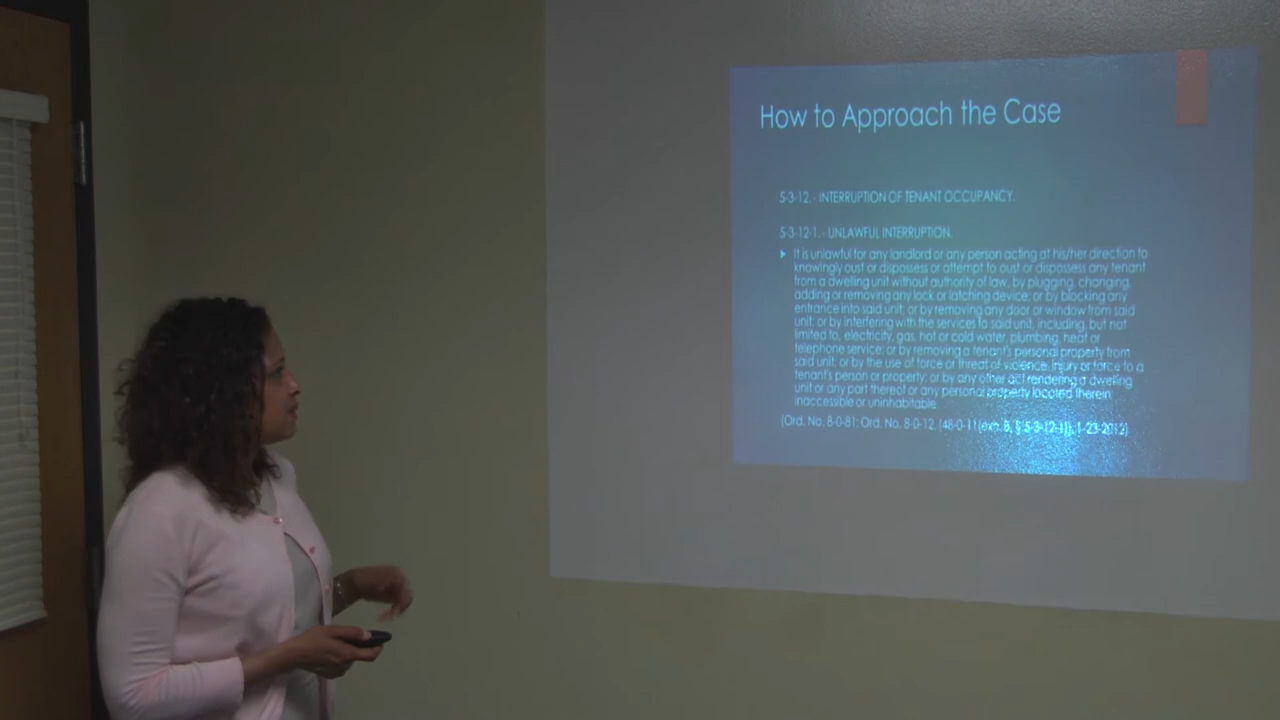 How to Approach the Case
5-3-12. - INTERRUPTION OF TENANT OCCUPANCY.
5-3-12-1. - UNLAWFUL INTERRUPTION.
It is unlawful for any landlord or any person acting at his/her direction to
knowingly oust or dispossess or attempt to oust or dispossess any tenant
from a dwelling unit without authority of law, by plugging, changing,
adding or removing any lock or latching device; or by blocking any
entrance into said unit; or by removing any door or window from said
unit; or by interfering with the services to said unit, including, but not
limited to, electricity, gas, hot or cold water, plumbing, heat or
telephone service; or by removing a tenant's personal property from
said unit; or by the use of force or threat of violence, injury or force to a
tenant's person or property; or by any other act rendering a dwelling
unit or any part thereof or any personal property located therein
inaccessible or uninhabitable.
(Ord. No. 8-0-81; Ord. No. 8-0-12, (48-0-11(exh. B, § 5-3-12-1)), 1-23-2012)